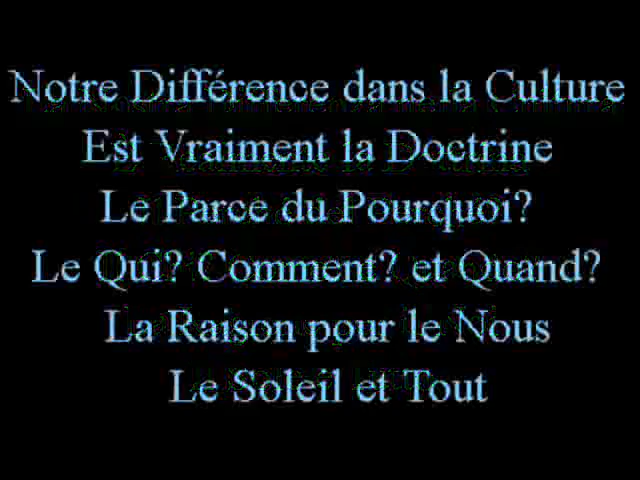 Notre Différence dans la Culture
Est Vraiment la Doctrine
Le Parce du Pourquoi?
Le Qui? Comment? et Quand?
La Raison pour le Nous
Le Soleil et Tout